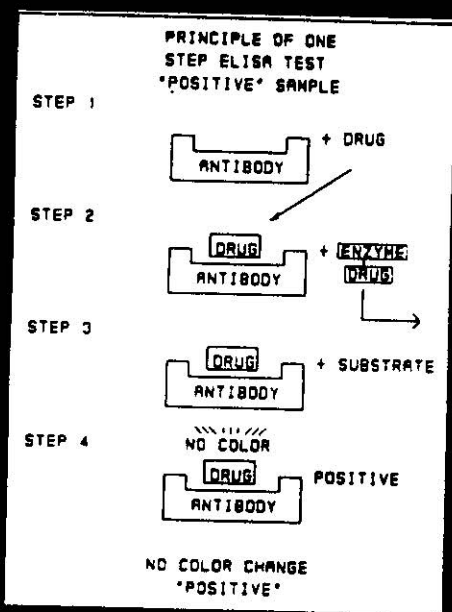 PRINCIPLE OF ONE
STEP ELISA TEST
"POSITIVE" SAMPLE
STEP 1
+ DRUG
ANTIBODY
STEP 2
DRUG
+ ENZYME
DRUG
ANTIBODY
STEP 3
DRUG
+ SUBSTRATE
ANTIBODY
STEP 4
NO COLOR
DRUG
POSITIVE
ANTIBODY
NO COLOR CHANGE
"POSITIVE"